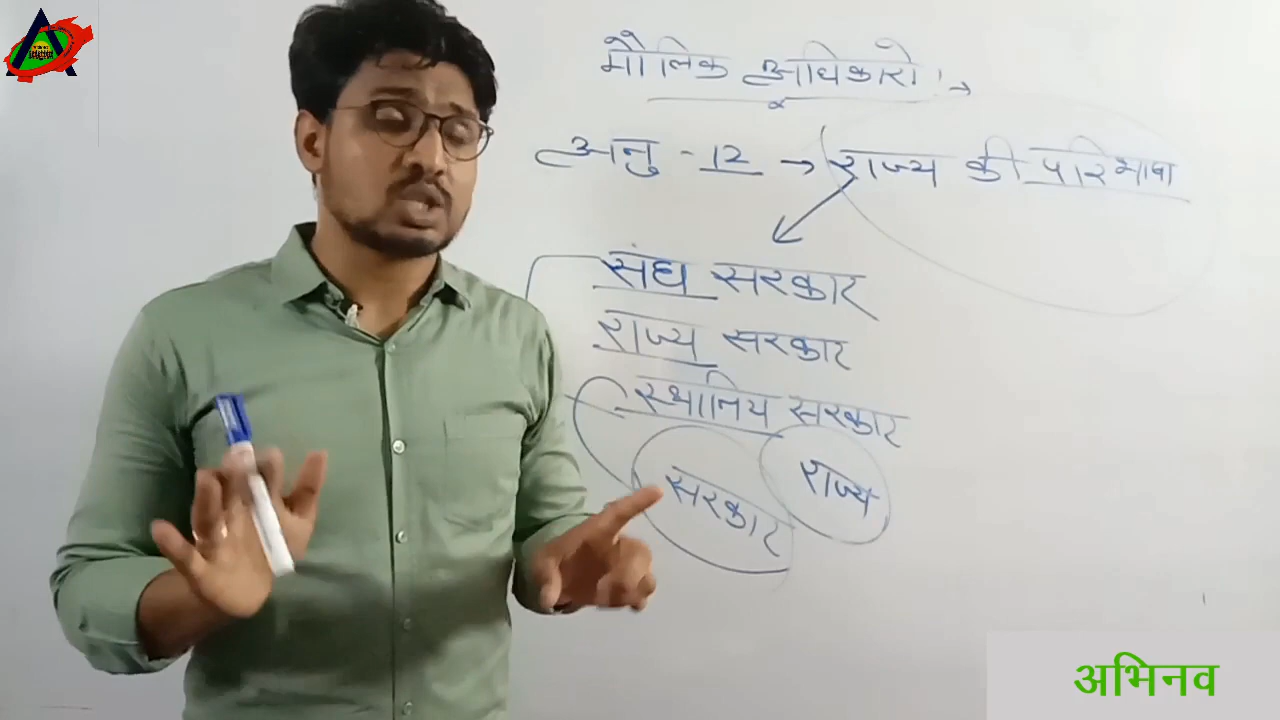 मौलिक अधिकारों :→
अनु - 12 → राज्य की परिभाषा
संघ सरकार
राज्य सरकार
स्थानिय सरकार
सरकार राज्य
अभिनव